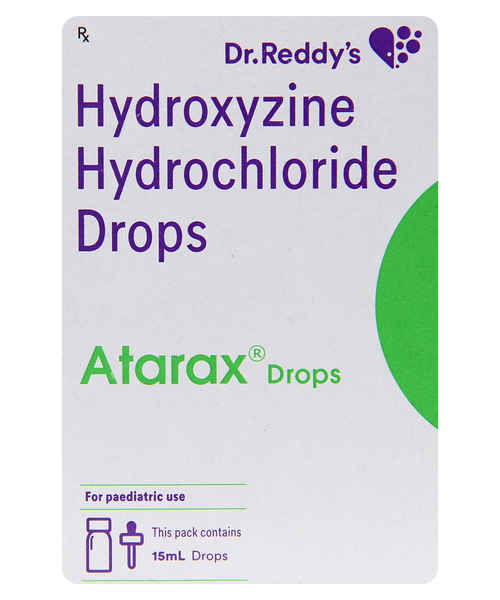 Rx
Dr.Reddy's
Hydroxyzine
Hydrochloride
Drops
Atarax® Drops
For paediatric use
This pack contains
15mL Drops